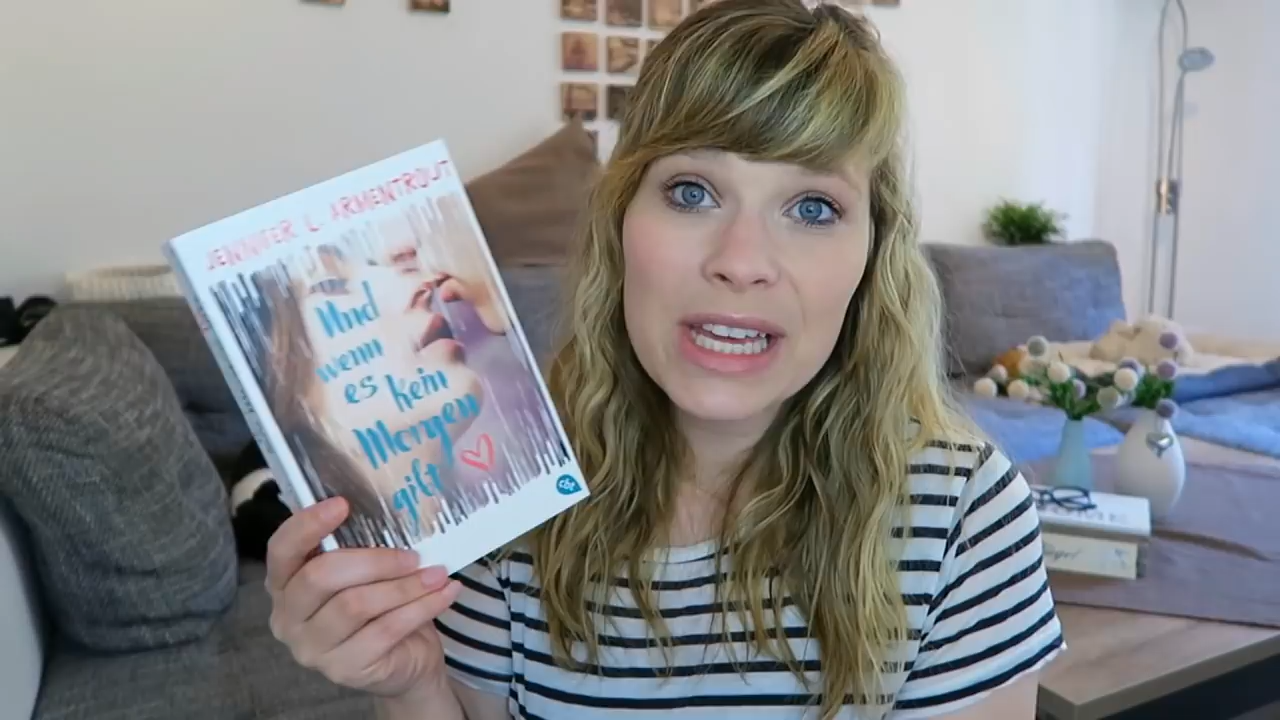 JENNIFER L. ARMENTROUT
Und
wenn
es kein
Morgen
gibt
cbt